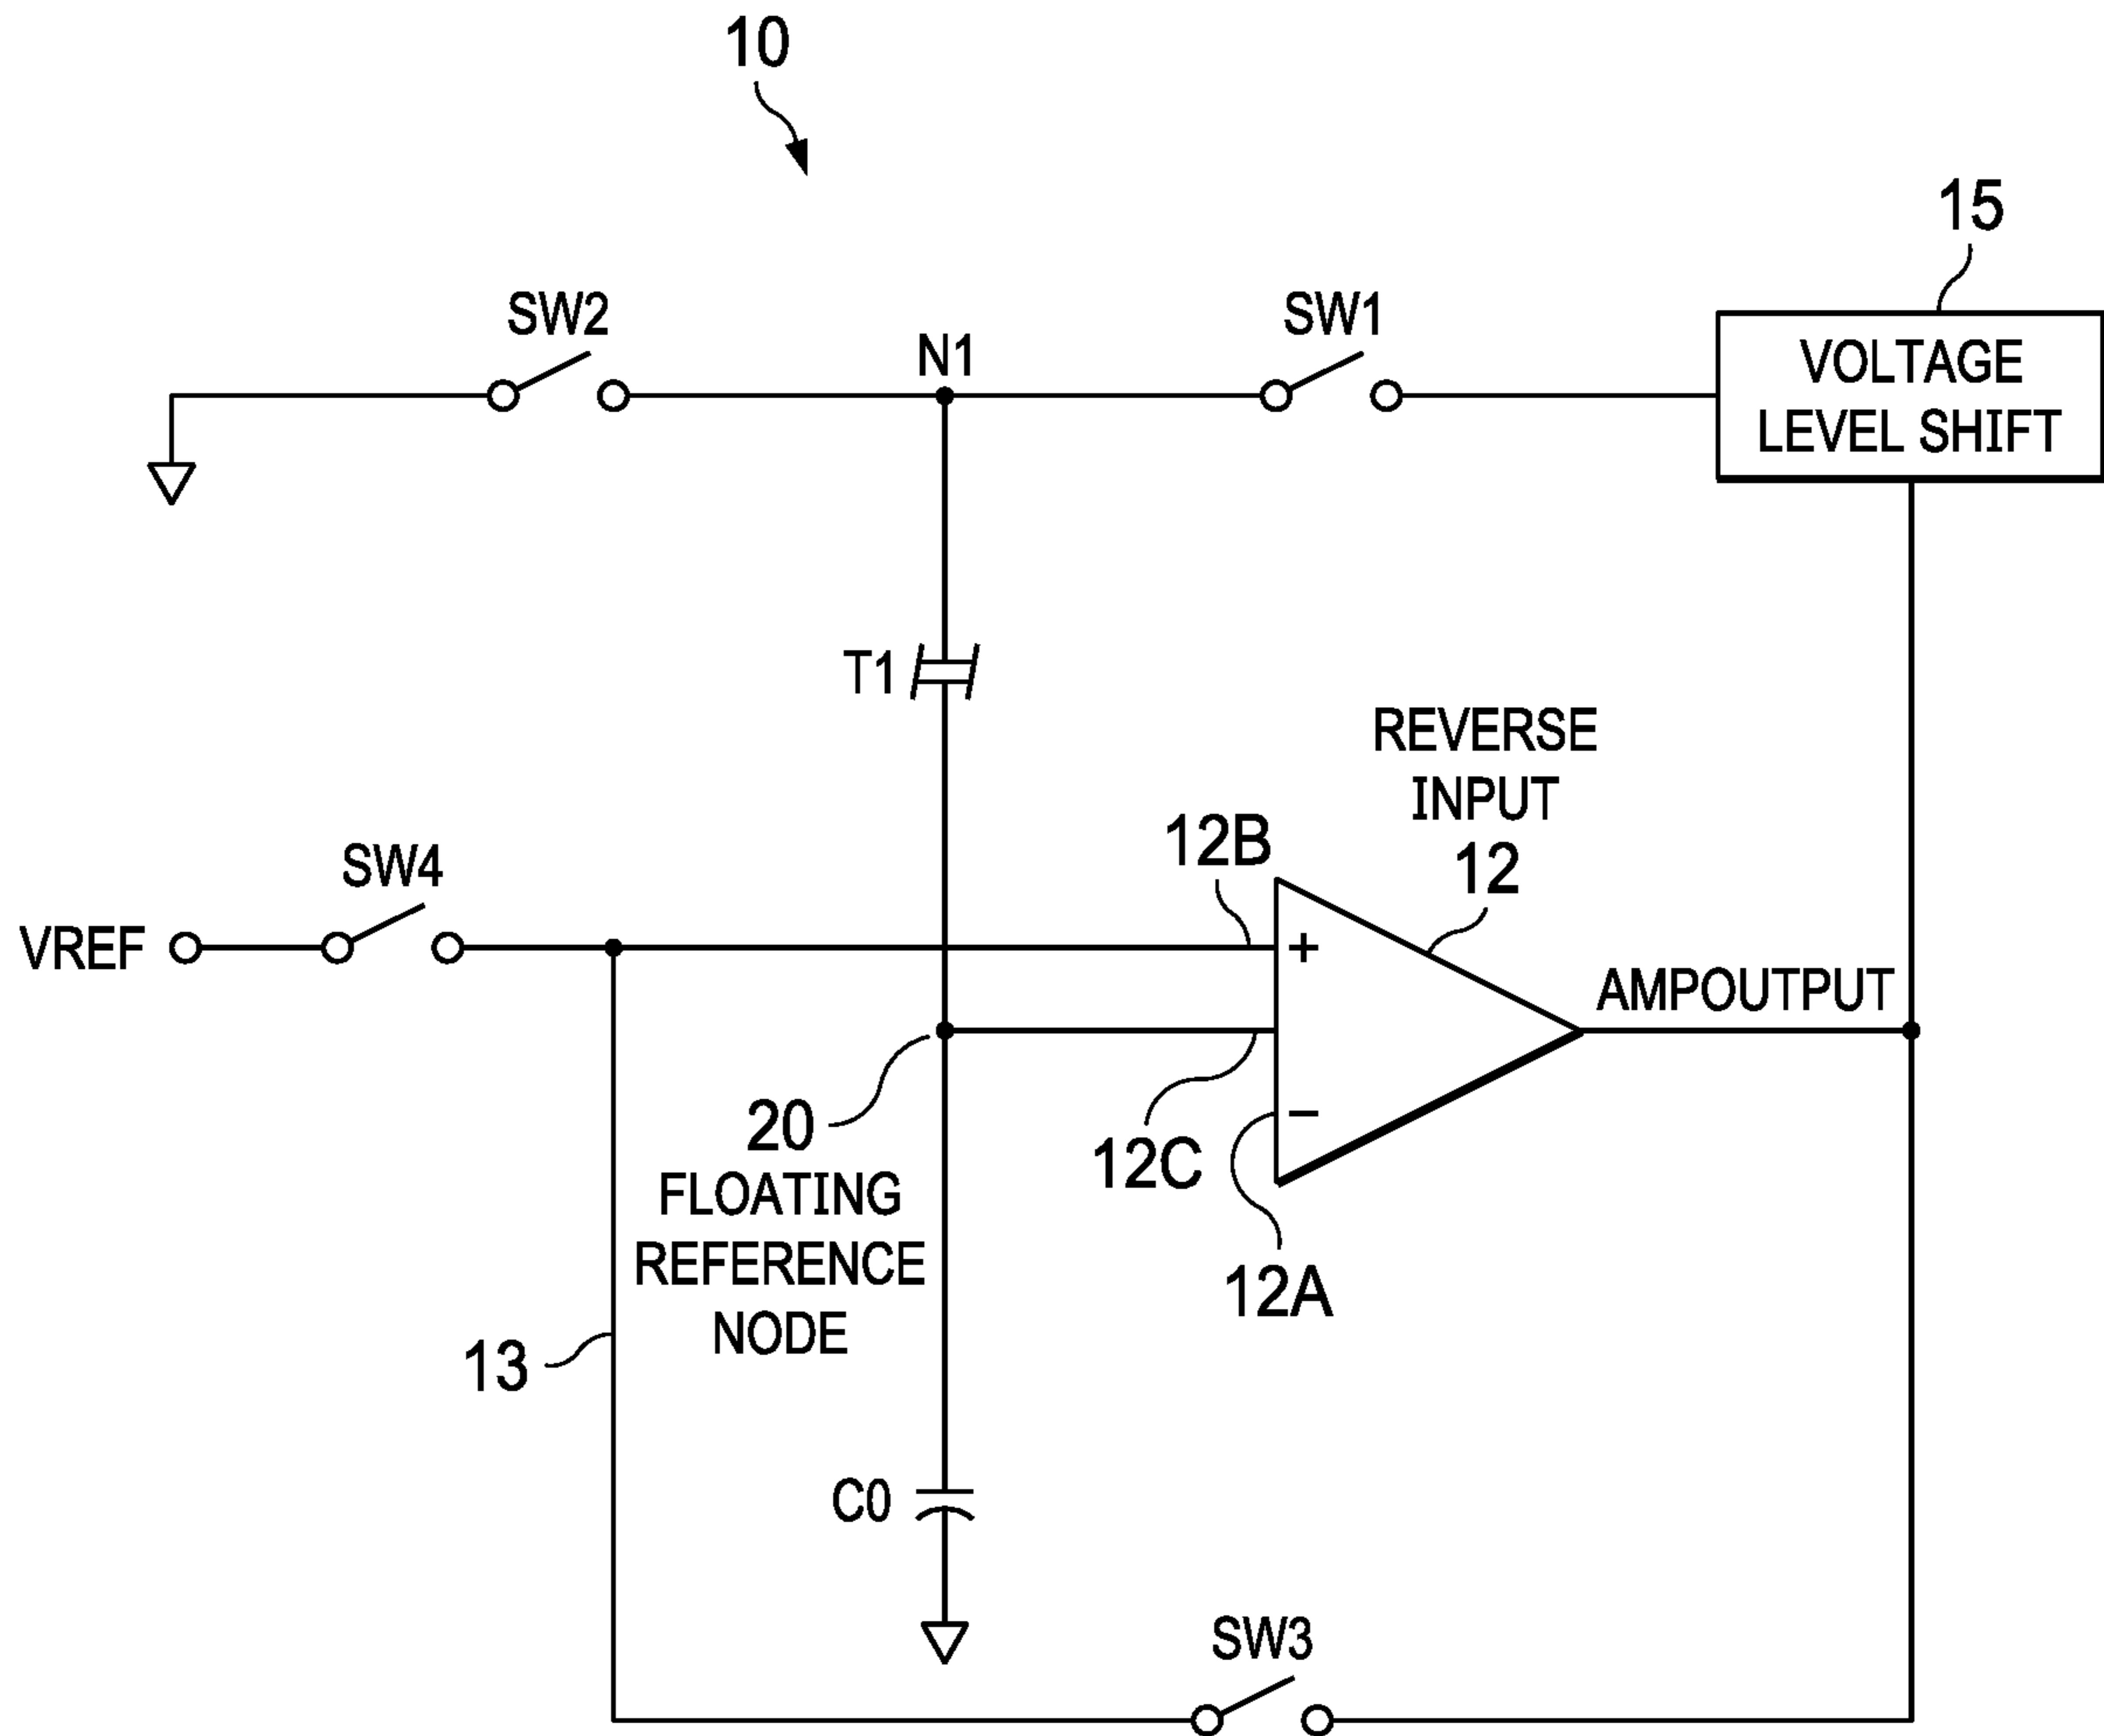 10
15
SW2
N1
SW1
VOLTAGE
LEVEL SHIFT
T1
REVERSE
INPUT
12B
12
SW4
VREF
+
AMPOUTPUT
−
20
12C
FLOATING
REFERENCE
NODE
12A
13
C0
SW3